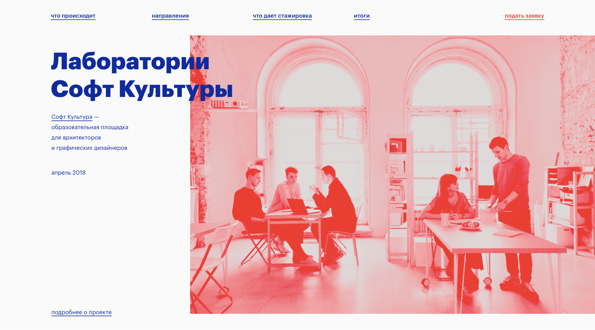 что происходит
направления
что дает стажировка
итоги
подать заявку
Лаборатории
Софт Культуры
Софт Культура —
образовательная площадка
для архитекторов
и графических дизайнеров
апрель 2018
подробнее о проекте